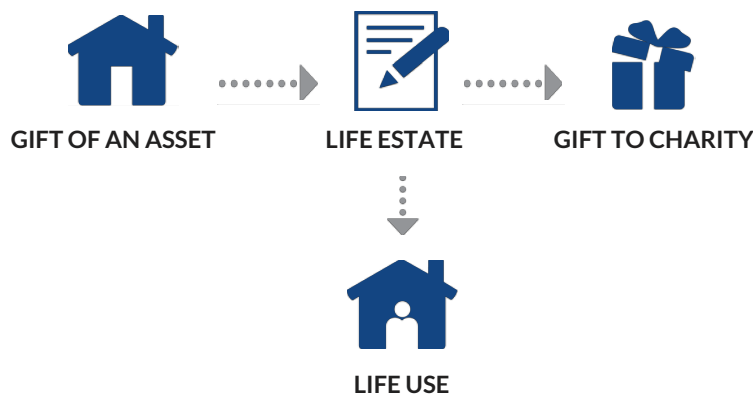 GIFT OF AN ASSET
LIFE ESTATE
GIFT TO CHARITY
LIFE USE